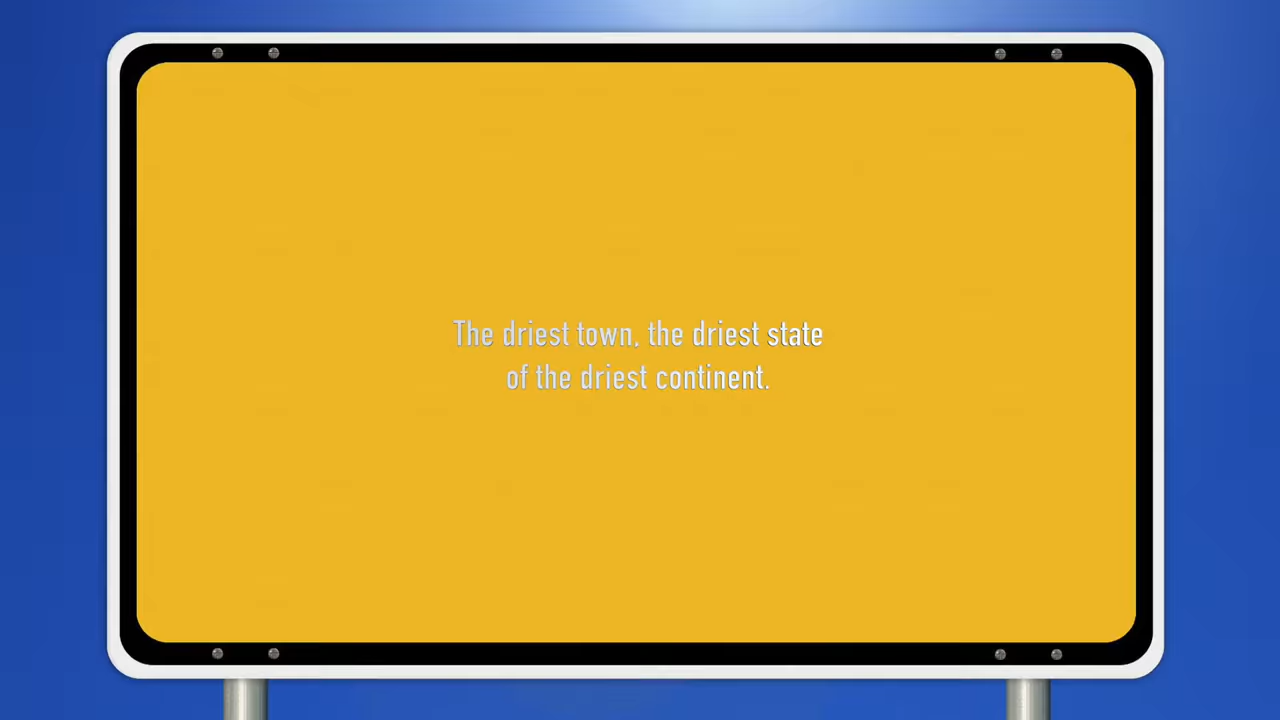 The driest town, the driest state
of the driest continent.